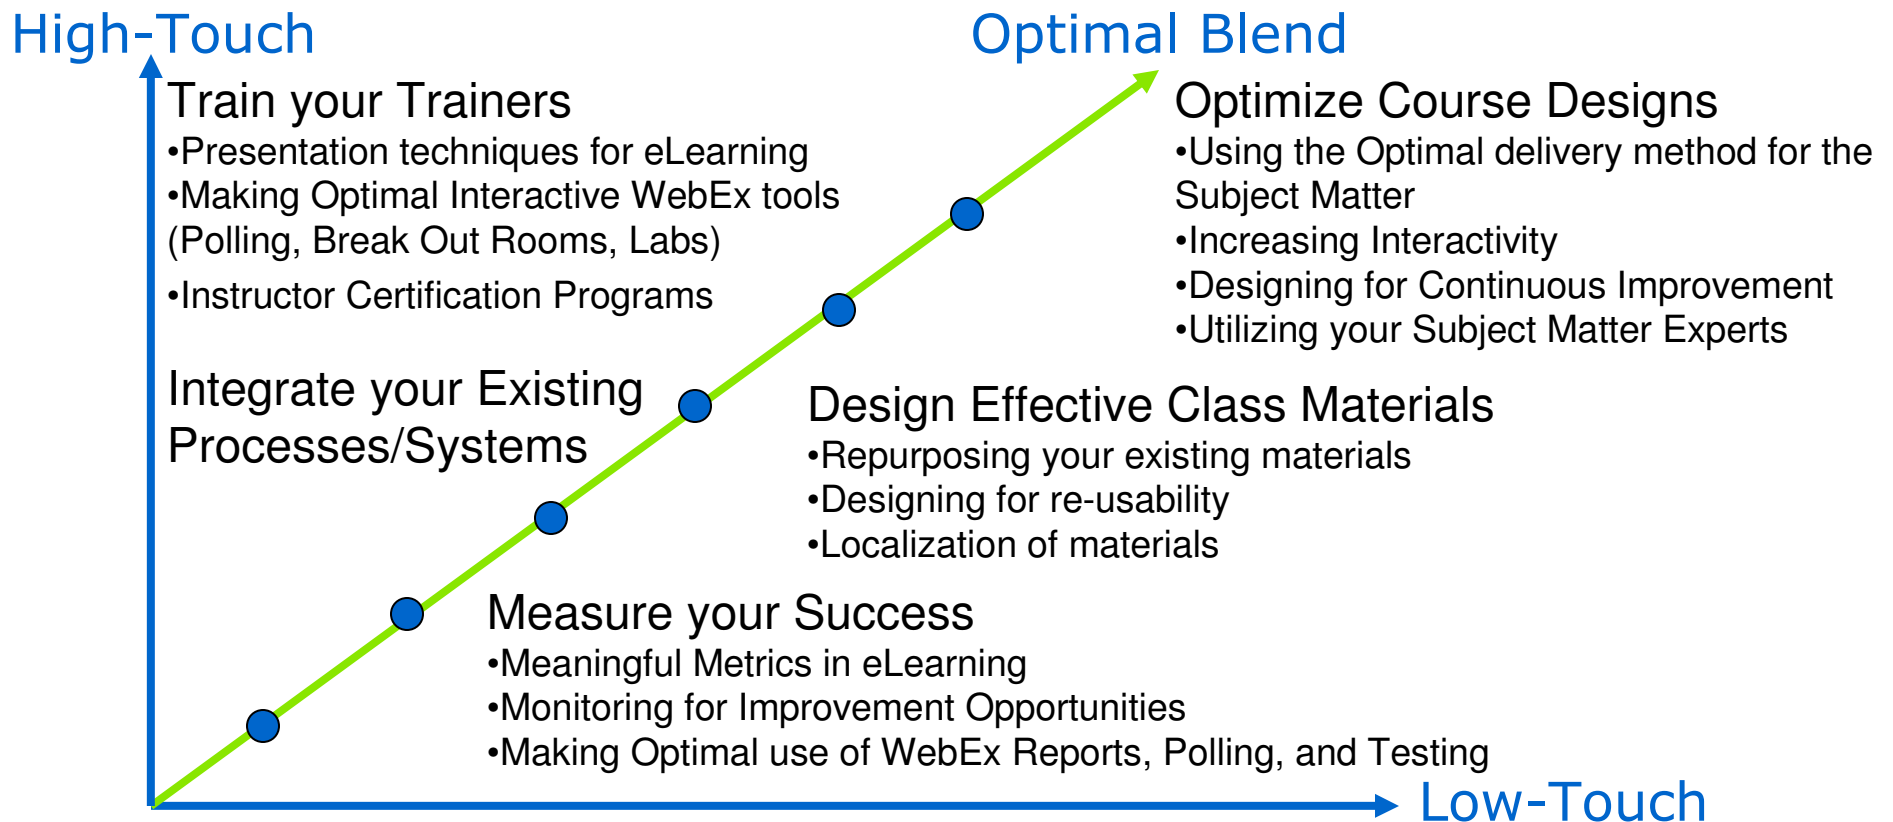 High-Touch
Optimal Blend
Train your Trainers
•Presentation techniques for eLearning
•Making Optimal Interactive WebEx tools
(Polling, Break Out Rooms, Labs)
•Instructor Certification Programs
Optimize Course Designs
•Using the Optimal delivery method for the
Subject Matter
•Increasing Interactivity
•Designing for Continuous Improvement
•Utilizing your Subject Matter Experts
Integrate your Existing
Processes/Systems
Design Effective Class Materials
•Repurposing your existing materials
•Designing for re-usability
•Localization of materials
Measure your Success
•Meaningful Metrics in eLearning
•Monitoring for Improvement Opportunities
•Making Optimal use of WebEx Reports, Polling, and Testing
Low-Touch